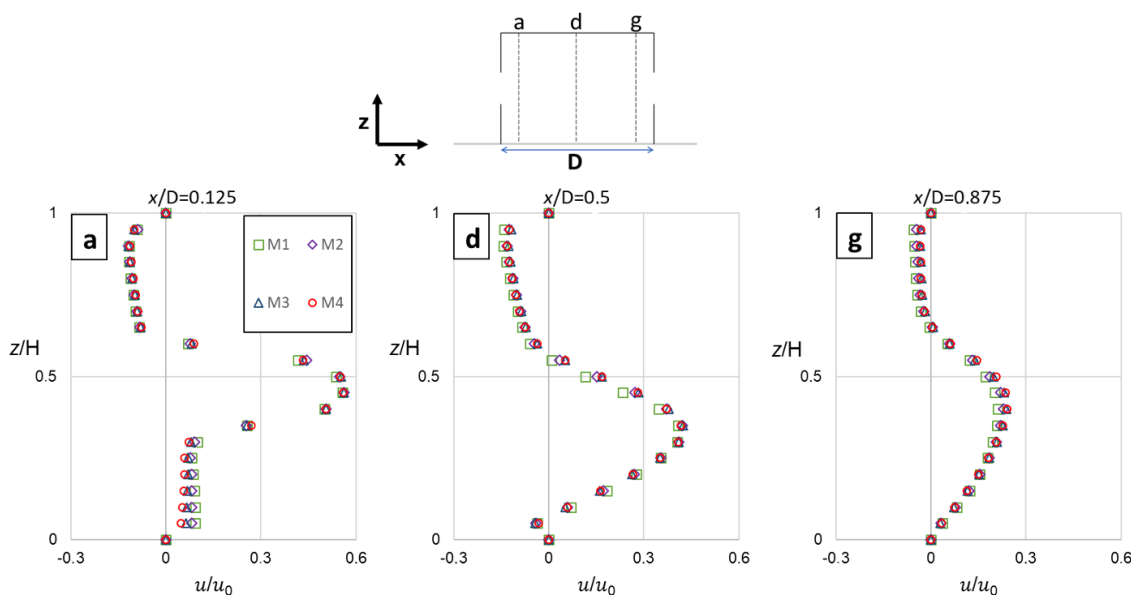 a d g
z
x
D
x/D=0.125
x/D=0.5
x/D=0.875
1
a
M1 M2
M3 M4
z/H
0.5
0
-0.3 0 0.3 0.6
u/u₀
1
d
z/H
0.5
0
-0.3 0 0.3 0.6
u/u₀
1
g
z/H
0.5
0
-0.3 0 0.3 0.6
u/u₀